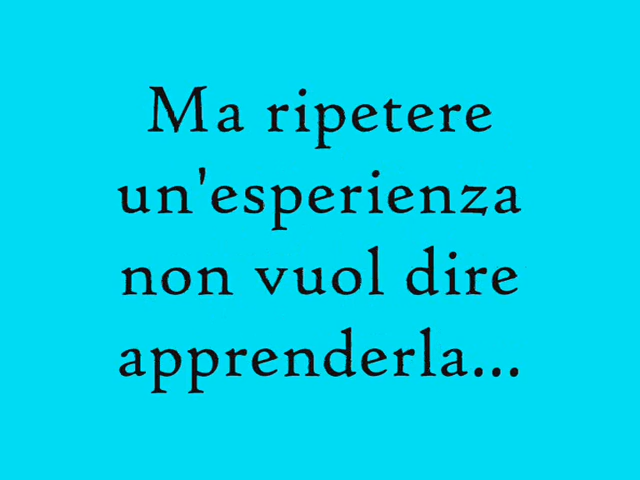 Ma ripetere
un'esperienza
non vuol dire
apprenderla...